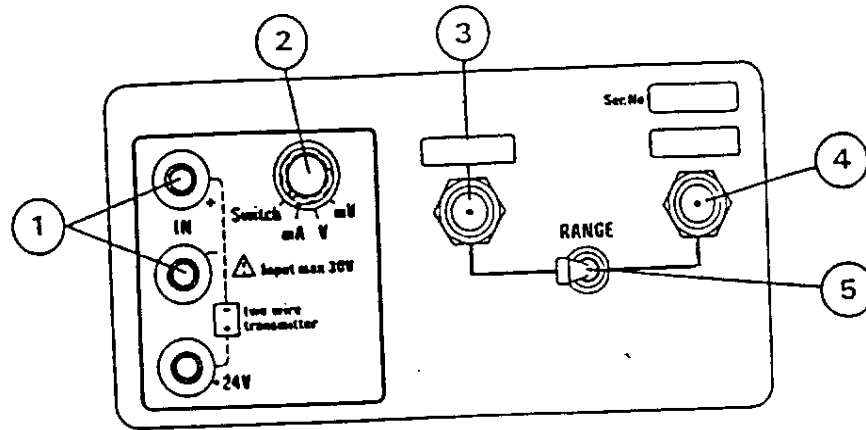 2
3
Ser.No
4
1
+
IN
-
Switch
mA
V
mV
RANGE
⚠ Input max 30V
5
two wire
transmitter
-
+
- 24V